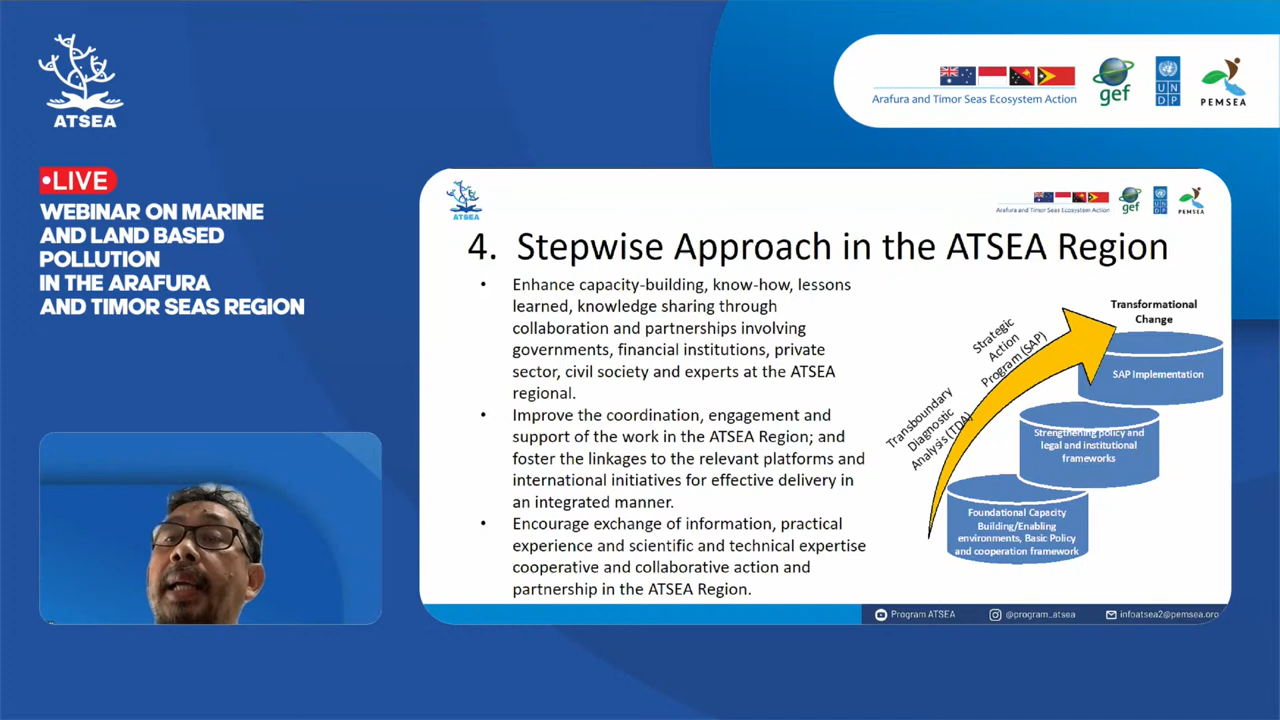 ATSEA
•LIVE
WEBINAR ON MARINE
AND LAND BASED
POLLUTION
IN THE ARAFURA
AND TIMOR SEAS REGION
Arafura and Timor Seas Ecosystem Action
gef
U N
D P
PEMSEA
ATSEA
Arafura and Timor Seas Ecosystem Action
gef
U N
D P
PEMSEA
4. Stepwise Approach in the ATSEA Region
• Enhance capacity-building, know-how, lessons
learned, knowledge sharing through
collaboration and partnerships involving
governments, financial institutions, private
sector, civil society and experts at the ATSEA
regional.
• Improve the coordination, engagement and
support of the work in the ATSEA Region; and
foster the linkages to the relevant platforms and
international initiatives for effective delivery in
an integrated manner.
• Encourage exchange of information, practical
experience and scientific and technical expertise
cooperative and collaborative action and
partnership in the ATSEA Region.
Transformational
Change
Strategic
Action
Program (SAP)
SAP Implementation
Transboundary
Diagnostic
Analysis (TDA)
Strengthening policy and
legal and institutional
frameworks
Foundational Capacity
Building/Enabling
environments, Basic Policy
and cooperation framework
Program ATSEA
@program_atsea
infoatsea2@pemsea.org